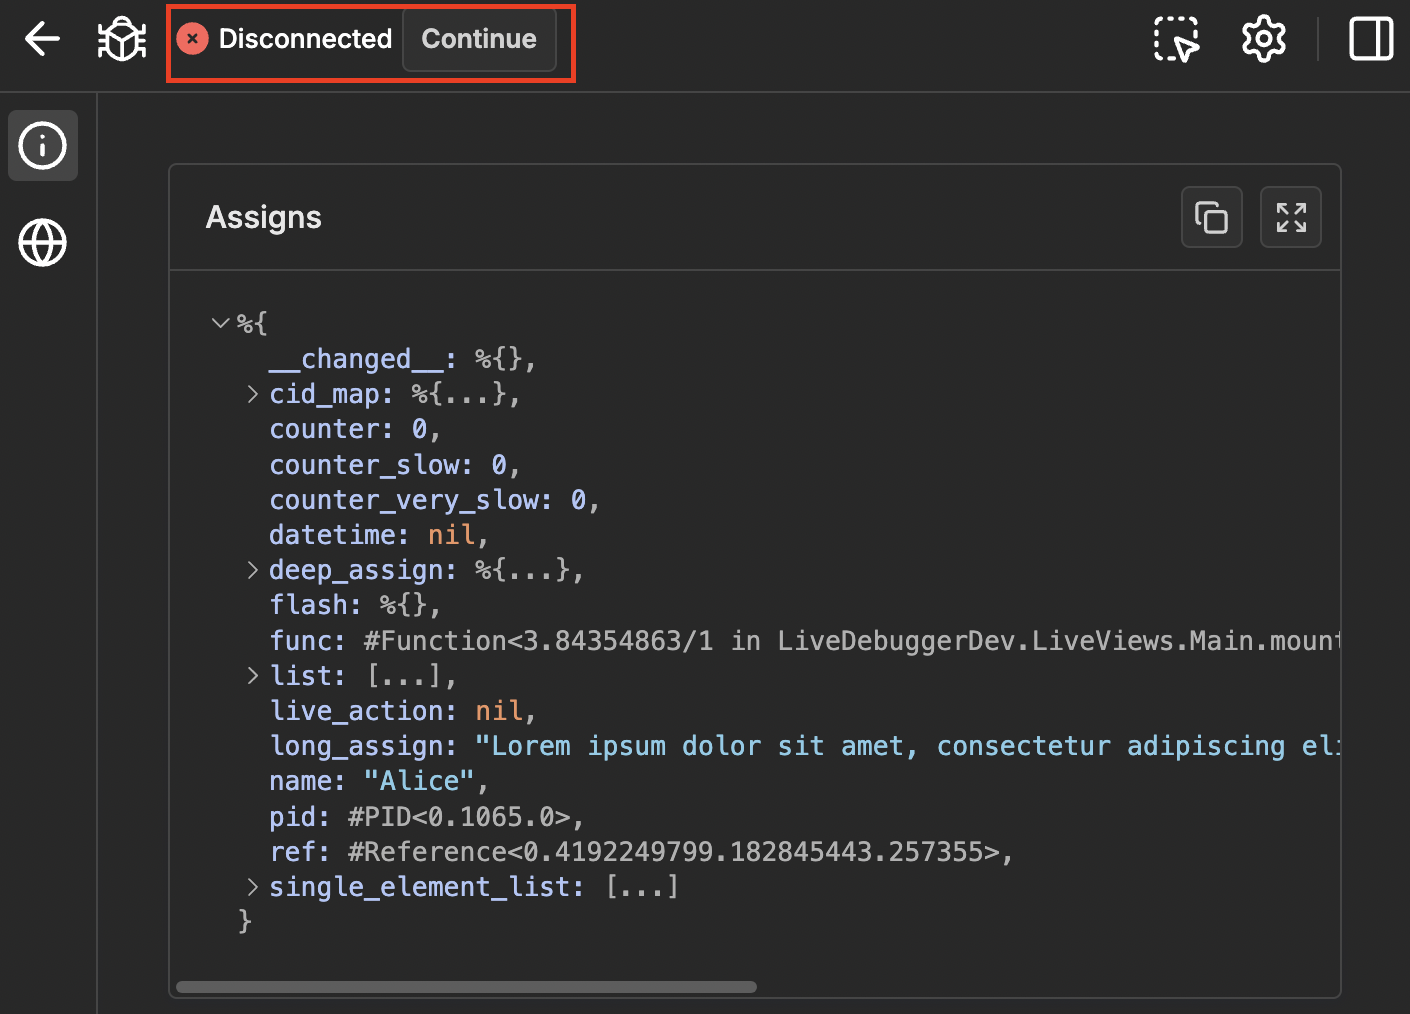 Disconnected Continue
Assigns
%{
__changed__: %{},
cid_map: %{...},
counter: 0,
counter_slow: 0,
counter_very_slow: 0,
datetime: nil,
deep_assign: %{...},
flash: %{},
func: #Function<3.84354863/1 in LiveDebuggerDev.LiveViews.Main.mount
list: [...],
live_action: nil,
long_assign: "Lorem ipsum dolor sit amet, consectetur adipiscing eli
name: "Alice",
pid: #PID<0.1065.0>,
ref: #Reference<0.4192249799.182845443.257355>,
single_element_list: [...]
}